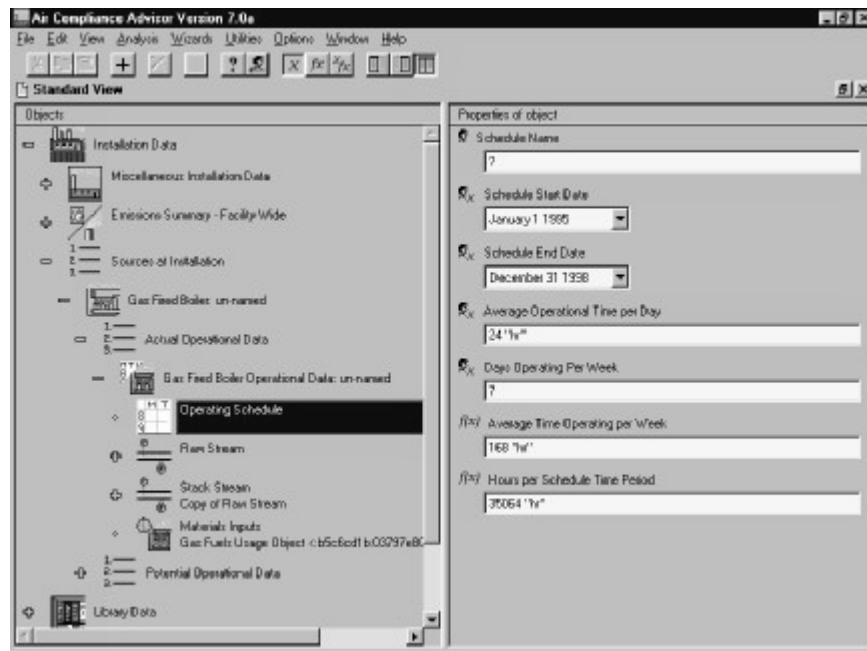 Air Compliance Advisor Version 7.0a
File Edit View Analysis Wizards Utilities Options Window Help
Standard View
Objects
Installation Data
Miscellaneous Installation Data
Emissions Summary - Facility Wide
Sources at Installation
Gas Fired Boiler: un-named
Actual Operational Data
Gas Fired Boiler Operational Data: un-named
Operating Schedule
Raw Stream
Stack Stream
Copy of Raw Stream
Materials Inputs
Gas Fuels Usage Object
Potential Operational Data
Library Data
Properties of object
Schedule Name
?
Schedule Start Date
January 1 1995
Schedule End Date
December 31 1998
Average Operational Time per Day
24 "hr"
Days Operating Per Week
7
f(x) Average Time Operating per Week
168 "hr"
f(x) Hours per Schedule Time Period
35064 "hr"